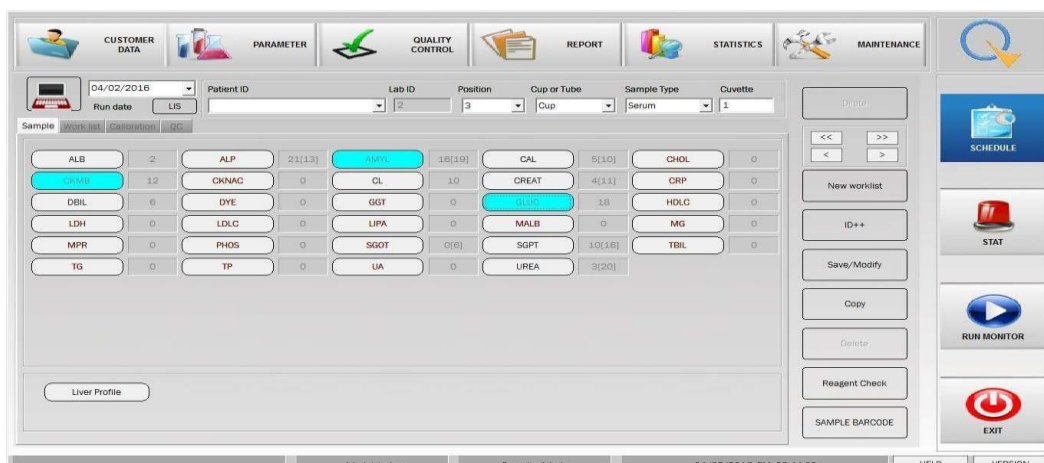 CUSTOMER DATA
PARAMETER
QUALITY CONTROL
REPORT
STATISTICS
MAINTENANCE
04/02/2016
Patient ID
Lab ID
Position
Cup or Tube
Sample Type
Cuvette
Run date
LIS
2
3
Cup
Serum
1
Sample Work list Calibration QC
ALB 2 ALP 21[13] AMYL 16[19] CAL 5[10] CHOL 0
CKMB 12 CKNAC 0 CL 10 CREAT 4[11] CRP 0
DBIL 6 DYE 0 GGT 0 GLUC 18 HDLC 0
LDH 0 LDLC 0 LIPA 0 MALB 0 MG 0
MPR 0 PHOS 0 SGOT 0[6] SGPT 10[16] TBIL 0
TG 0 TP 0 UA 0 UREA 3[20]
Liver Profile
Dilute
<< >>
< >
New worklist
ID++
Save/Modify
Copy
Delete
Reagent Check
SAMPLE BARCODE
SCHEDULE
STAT
RUN MONITOR
EXIT
HELP
VERSION